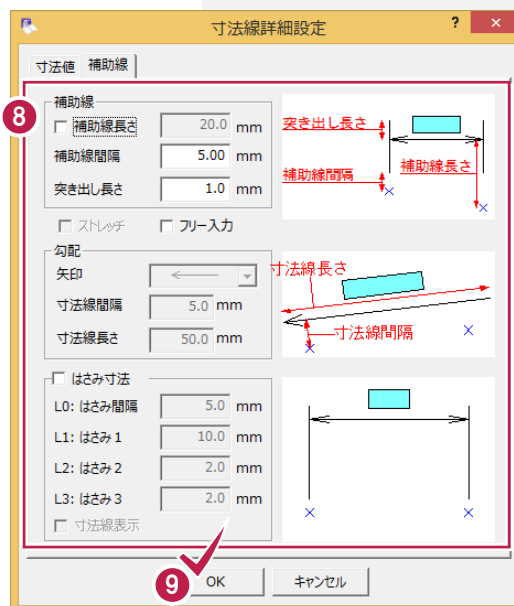 寸法線詳細設定 ? ×
寸法値 補助線
8
補助線
補助線長さ 20.0 mm
補助線間隔 5.00 mm
突き出し長さ 1.0 mm
突き出し長さ
補助線間隔
補助線長さ
ストレッチ フリー入力
勾配
矢印
寸法線間隔 5.0 mm
寸法線長さ 50.0 mm
寸法線長さ
寸法線間隔
はさみ寸法
L0: はさみ間隔 5.0 mm
L1: はさみ1 10.0 mm
L2: はさみ2 2.0 mm
L3: はさみ3 2.0 mm
寸法線表示
9
OK キャンセル